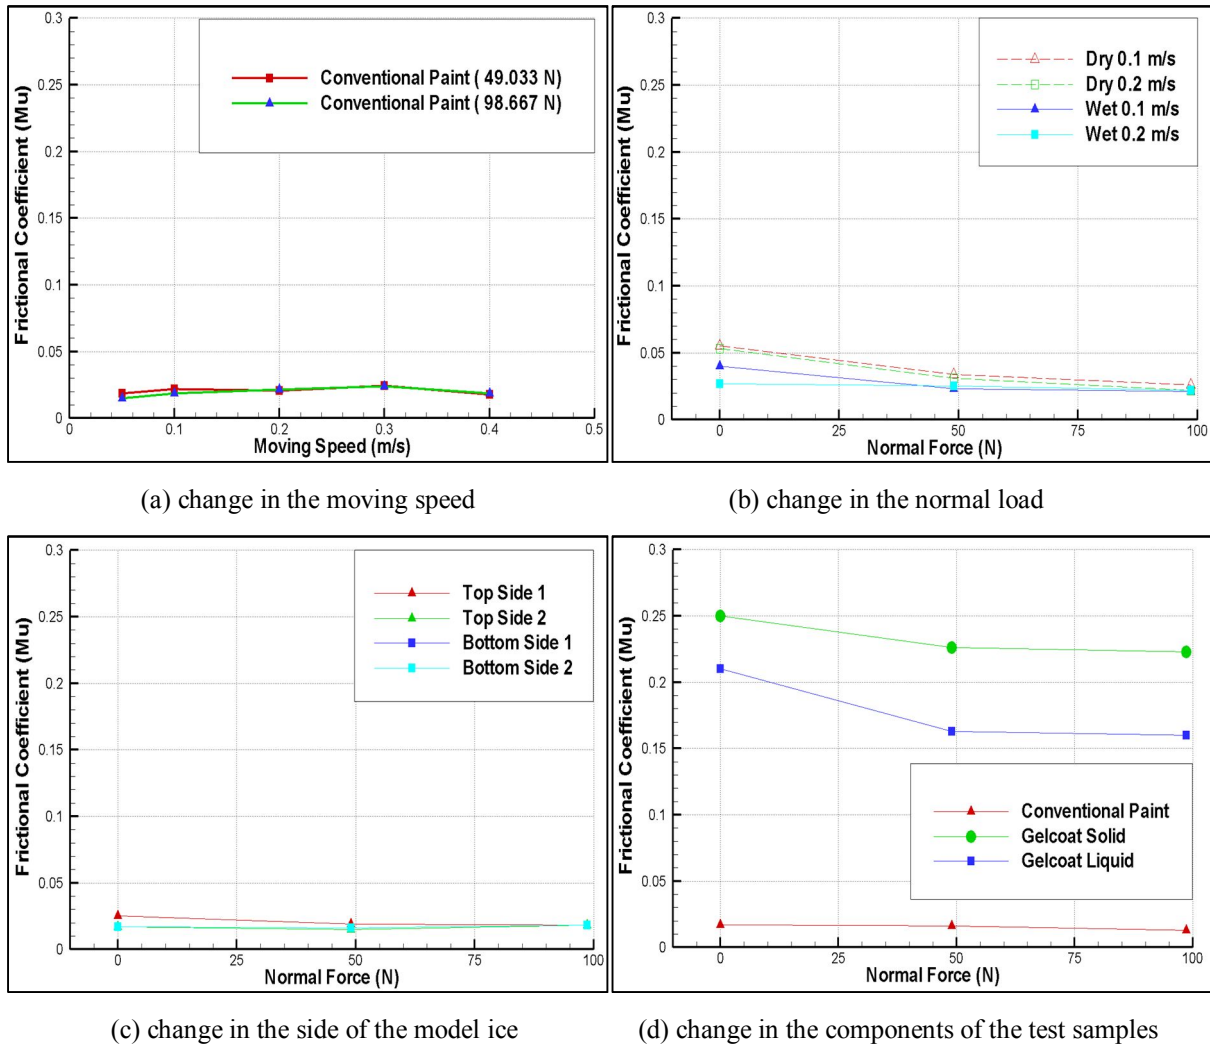 Frictional Coefficient (Mu)
0.3
0.25
0.2
0.15
0.1
0.05
0
Conventional Paint ( 49.033 N)
Conventional Paint ( 98.667 N)
0 0.1 0.2 0.3 0.4 0.5
Moving Speed (m/s)
(a) change in the moving speed
Frictional Coefficient (Mu)
0.3
0.25
0.2
0.15
0.1
0.05
0
Dry 0.1 m/s
Dry 0.2 m/s
Wet 0.1 m/s
Wet 0.2 m/s
0 25 50 75 100
Normal Force (N)
(b) change in the normal load
Frictional Coefficient (Mu)
0.3
0.25
0.2
0.15
0.1
0.05
0
Top Side 1
Top Side 2
Bottom Side 1
Bottom Side 2
0 25 50 75 100
Normal Force (N)
(c) change in the side of the model ice
Frictional Coefficient (Mu)
0.3
0.25
0.2
0.15
0.1
0.05
0
Conventional Paint
Gelcoat Solid
Gelcoat Liquid
0 25 50 75 100
Normal Force (N)
(d) change in the components of the test samples